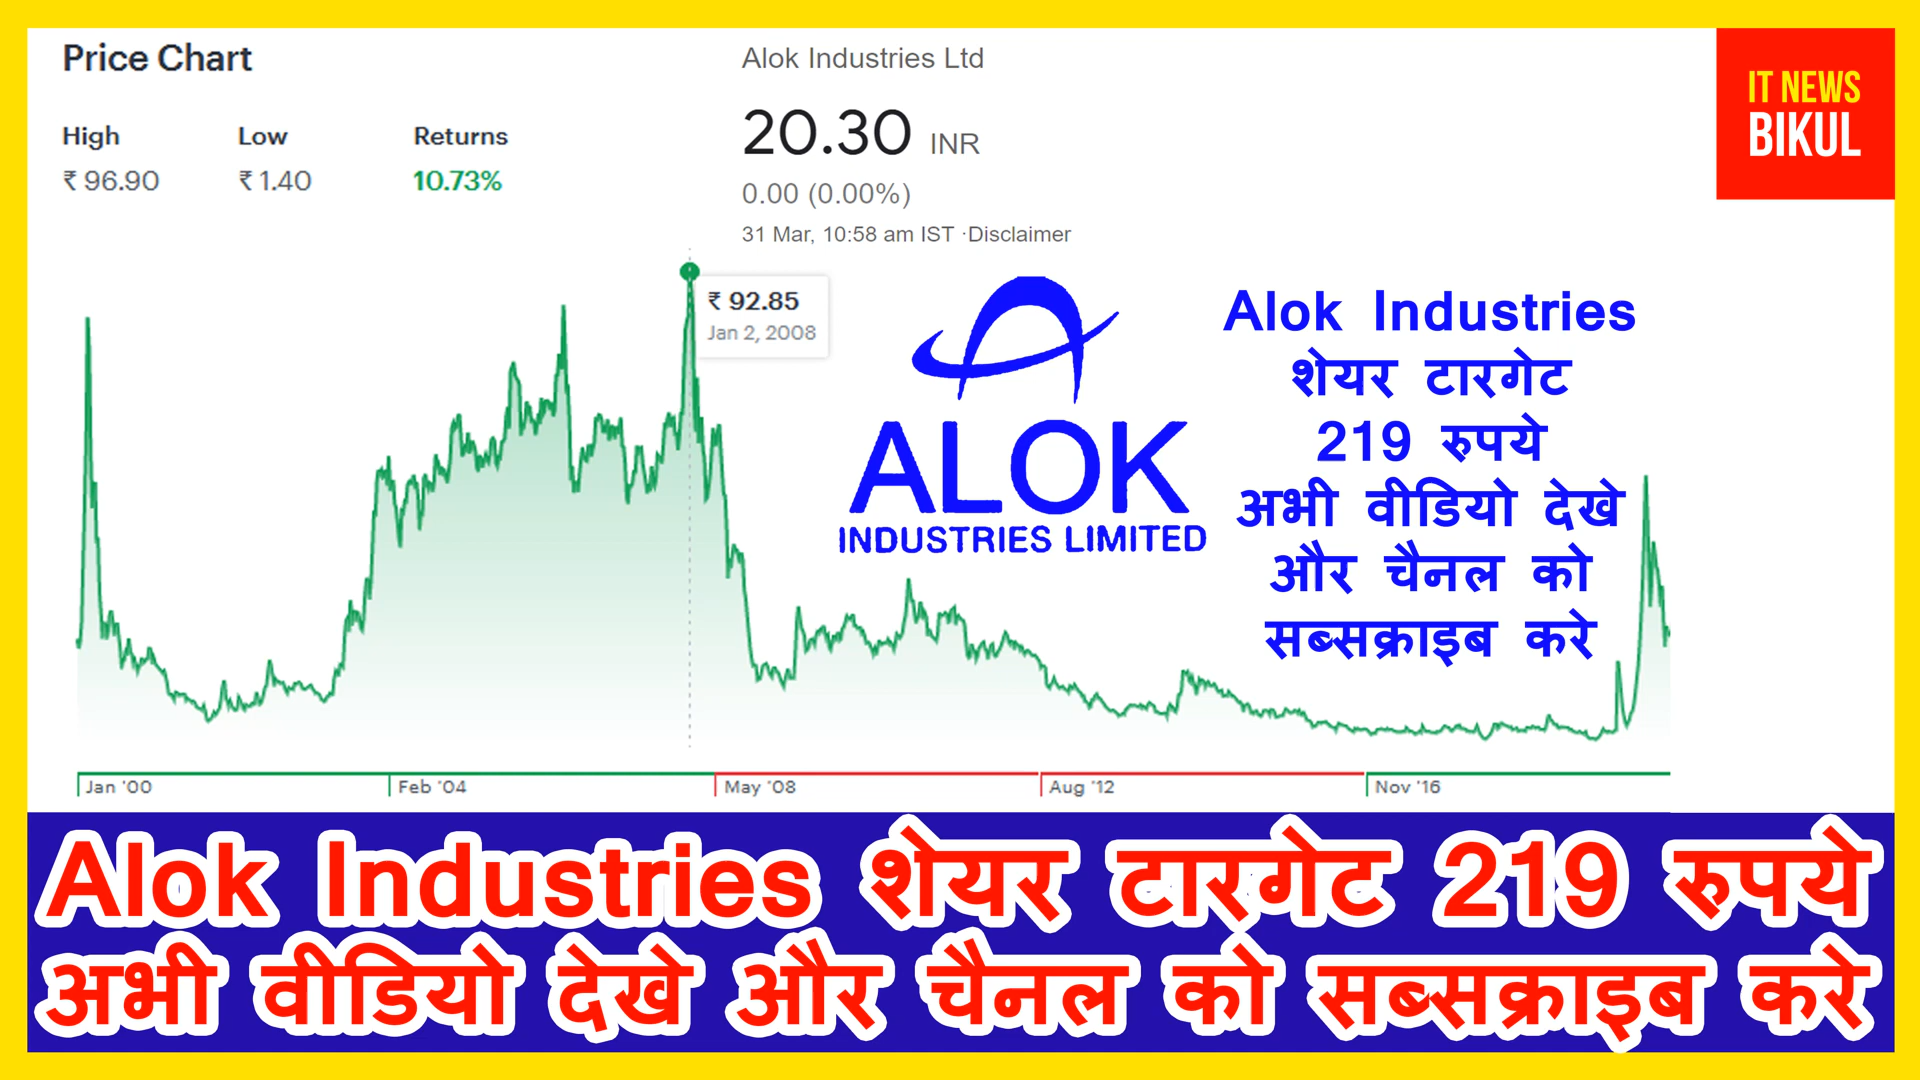 Price Chart
High Low Returns
₹ 96.90 ₹ 1.40 10.73%
Alok Industries Ltd
20.30 INR
0.00 (0.00%)
31 Mar, 10:58 am IST ·Disclaimer
IT NEWS
BIKUL
₹ 92.85
Jan 2, 2008
ALOK
INDUSTRIES LIMITED
Alok Industries
शेयर टारगेट
219 रुपये
अभी वीडियो देखे
और चैनल को
सब्सक्राइब करे
Jan '00 Feb '04 May '08 Aug '12 Nov '16
Alok Industries शेयर टारगेट 219 रुपये
अभी वीडियो देखे और चैनल को सब्सक्राइब करे